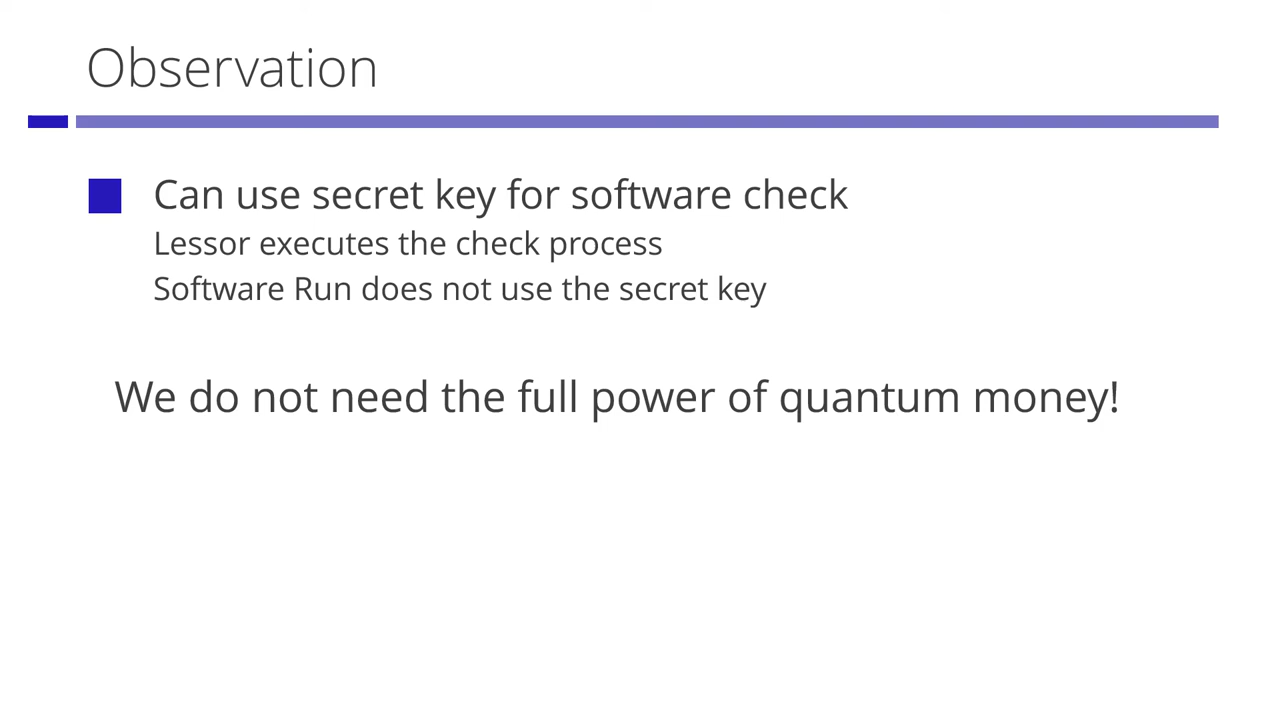 Observation
Can use secret key for software check
Lessor executes the check process
Software Run does not use the secret key
We do not need the full power of quantum money!